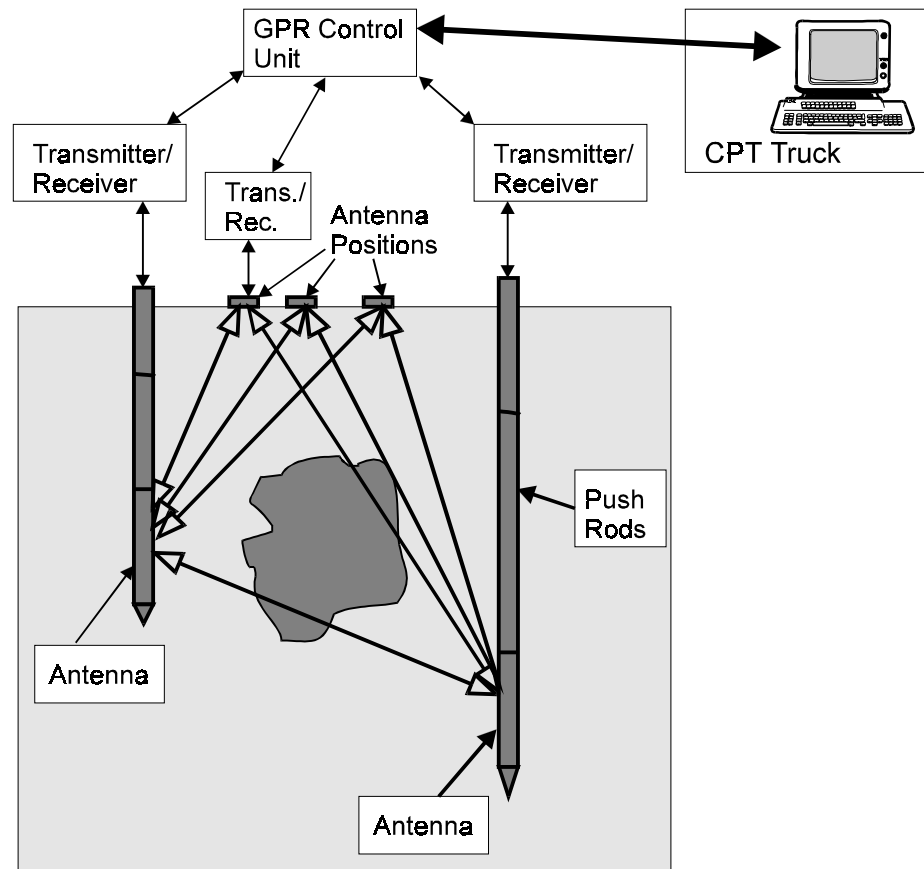 GPR Control
Unit
CPT Truck
Transmitter/
Receiver
Trans./
Rec.
Antenna
Positions
Transmitter/
Receiver
Push
Rods
Antenna
Antenna